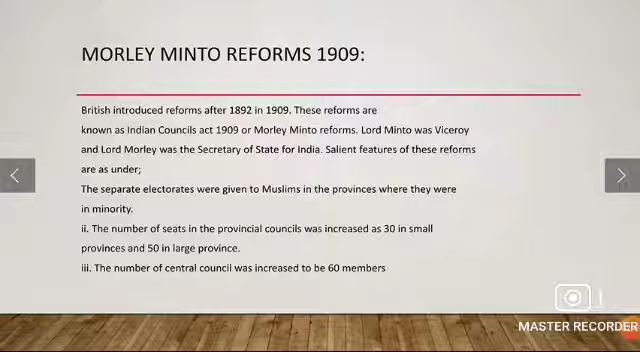 MORLEY MINTO REFORMS 1909:
British introduced reforms after 1892 in 1909. These reforms are
known as Indian Councils act 1909 or Morley Minto reforms. Lord Minto was Viceroy
and Lord Morley was the Secretary of State for India. Salient features of these reforms
are as under;
The separate electorates were given to Muslims in the provinces where they were
in minority.
ii. The number of seats in the provincial councils was increased as 30 in small
provinces and 50 in large province.
iii. The number of central council was increased to be 60 members
MASTER RECORDER